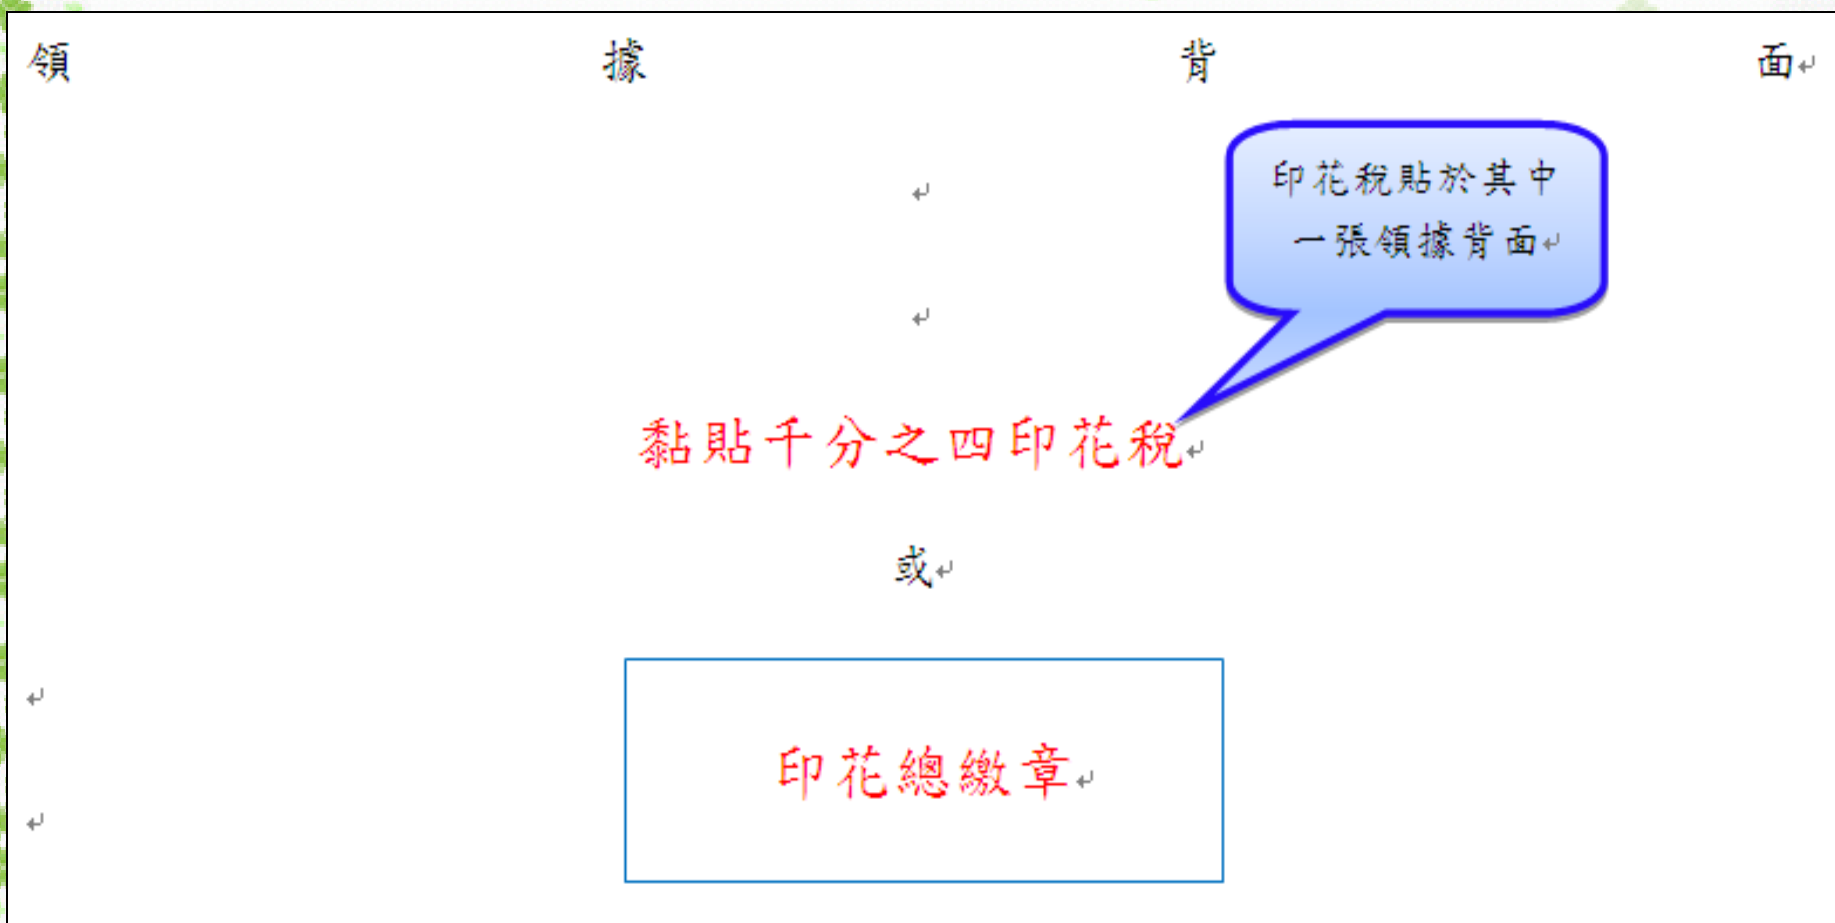 領據背面
印花稅貼於其中
一張領據背面
黏貼千分之四印花稅
或
印花總繳章